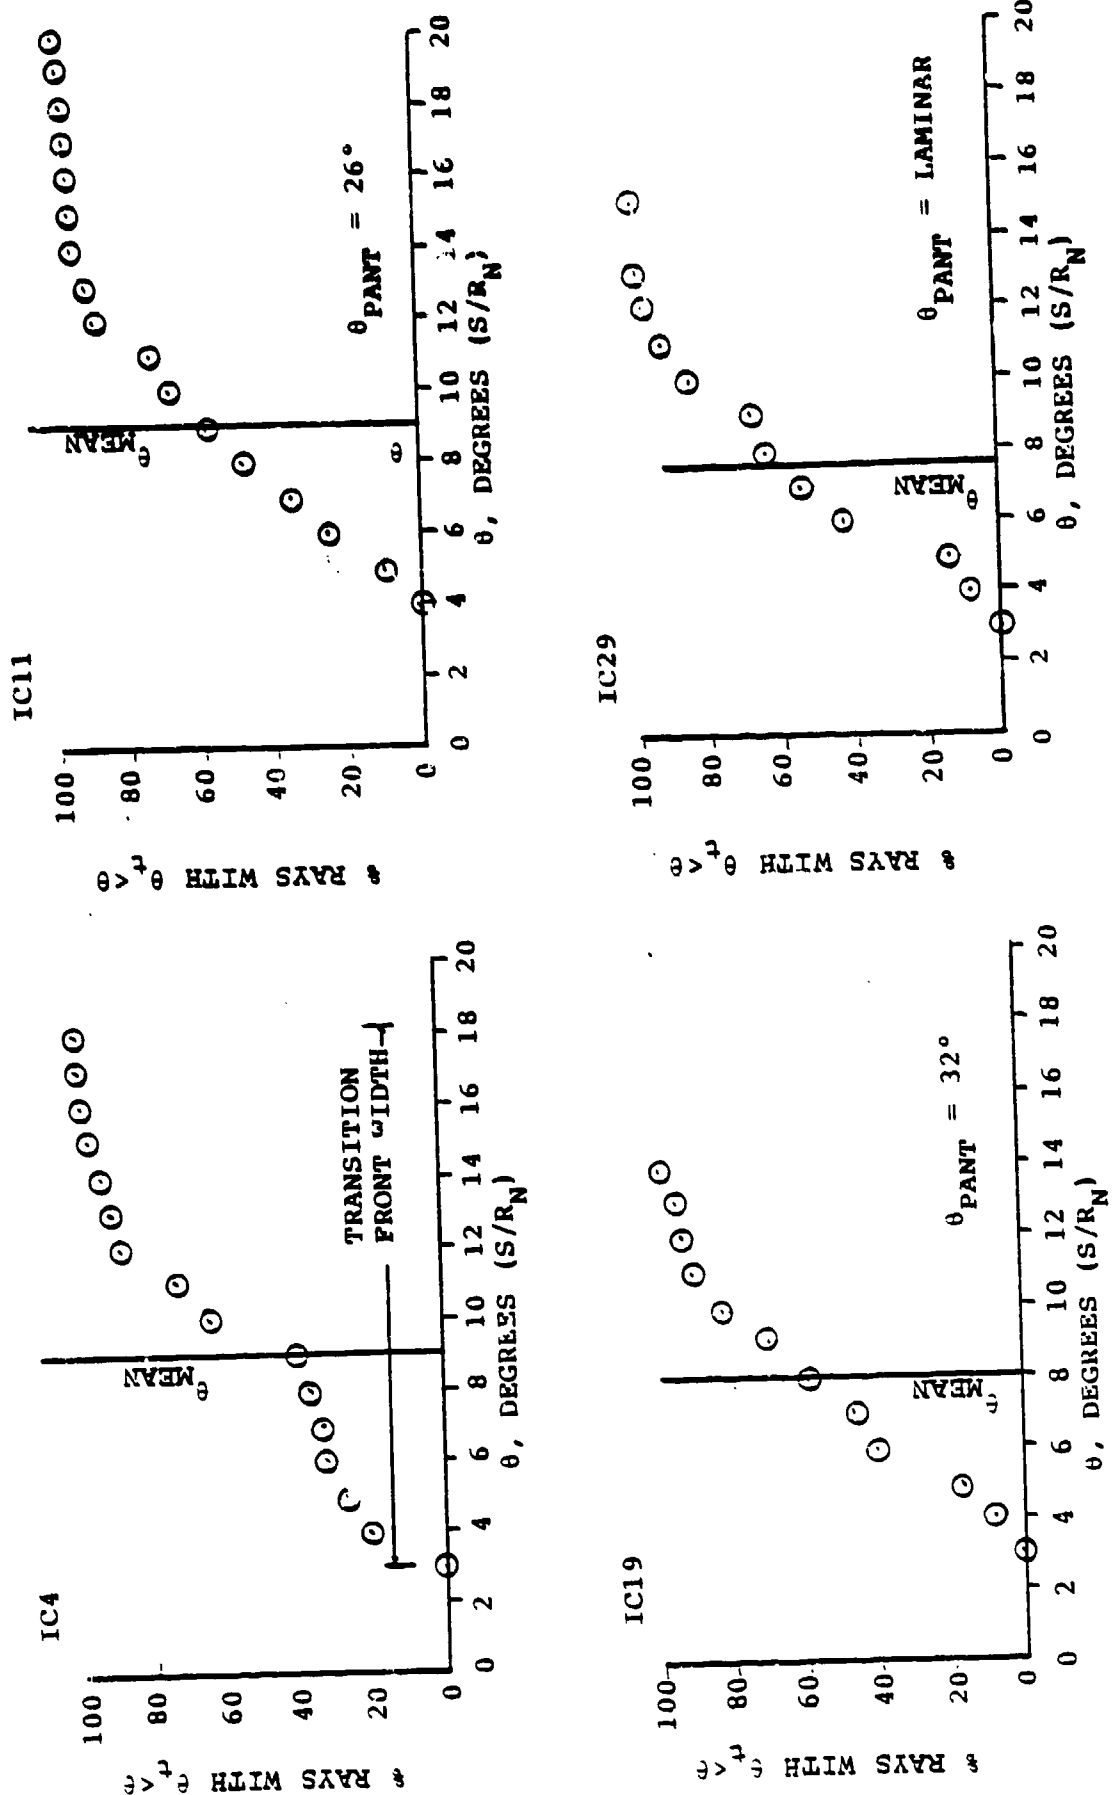 IC4
100
80
60
40
20
0
% RAYS WITH θt<θ
θMEAN
TRANSITION
FRONT WIDTH
0 2 4 6 8 10 12 14 16 18 20
θ, DEGREES (S/RN)
IC11
100
80
60
40
20
0
% RAYS WITH θt<θ
θMEAN
θ
θPANT = 26°
0 2 4 6 8 10 12 14 16 18 20
θ, DEGREES (S/RN)
IC19
100
80
60
40
20
0
% RAYS WITH θt<θ
θMEAN
θPANT = 32°
0 2 4 6 8 10 12 14 16 18 20
θ, DEGREES (S/RN)
IC29
100
80
60
40
20
0
% RAYS WITH θt<θ
θMEAN
θPANT = LAMINAR
0 2 4 6 8 10 12 14 16 18 20
θ, DEGREES (S/RN)